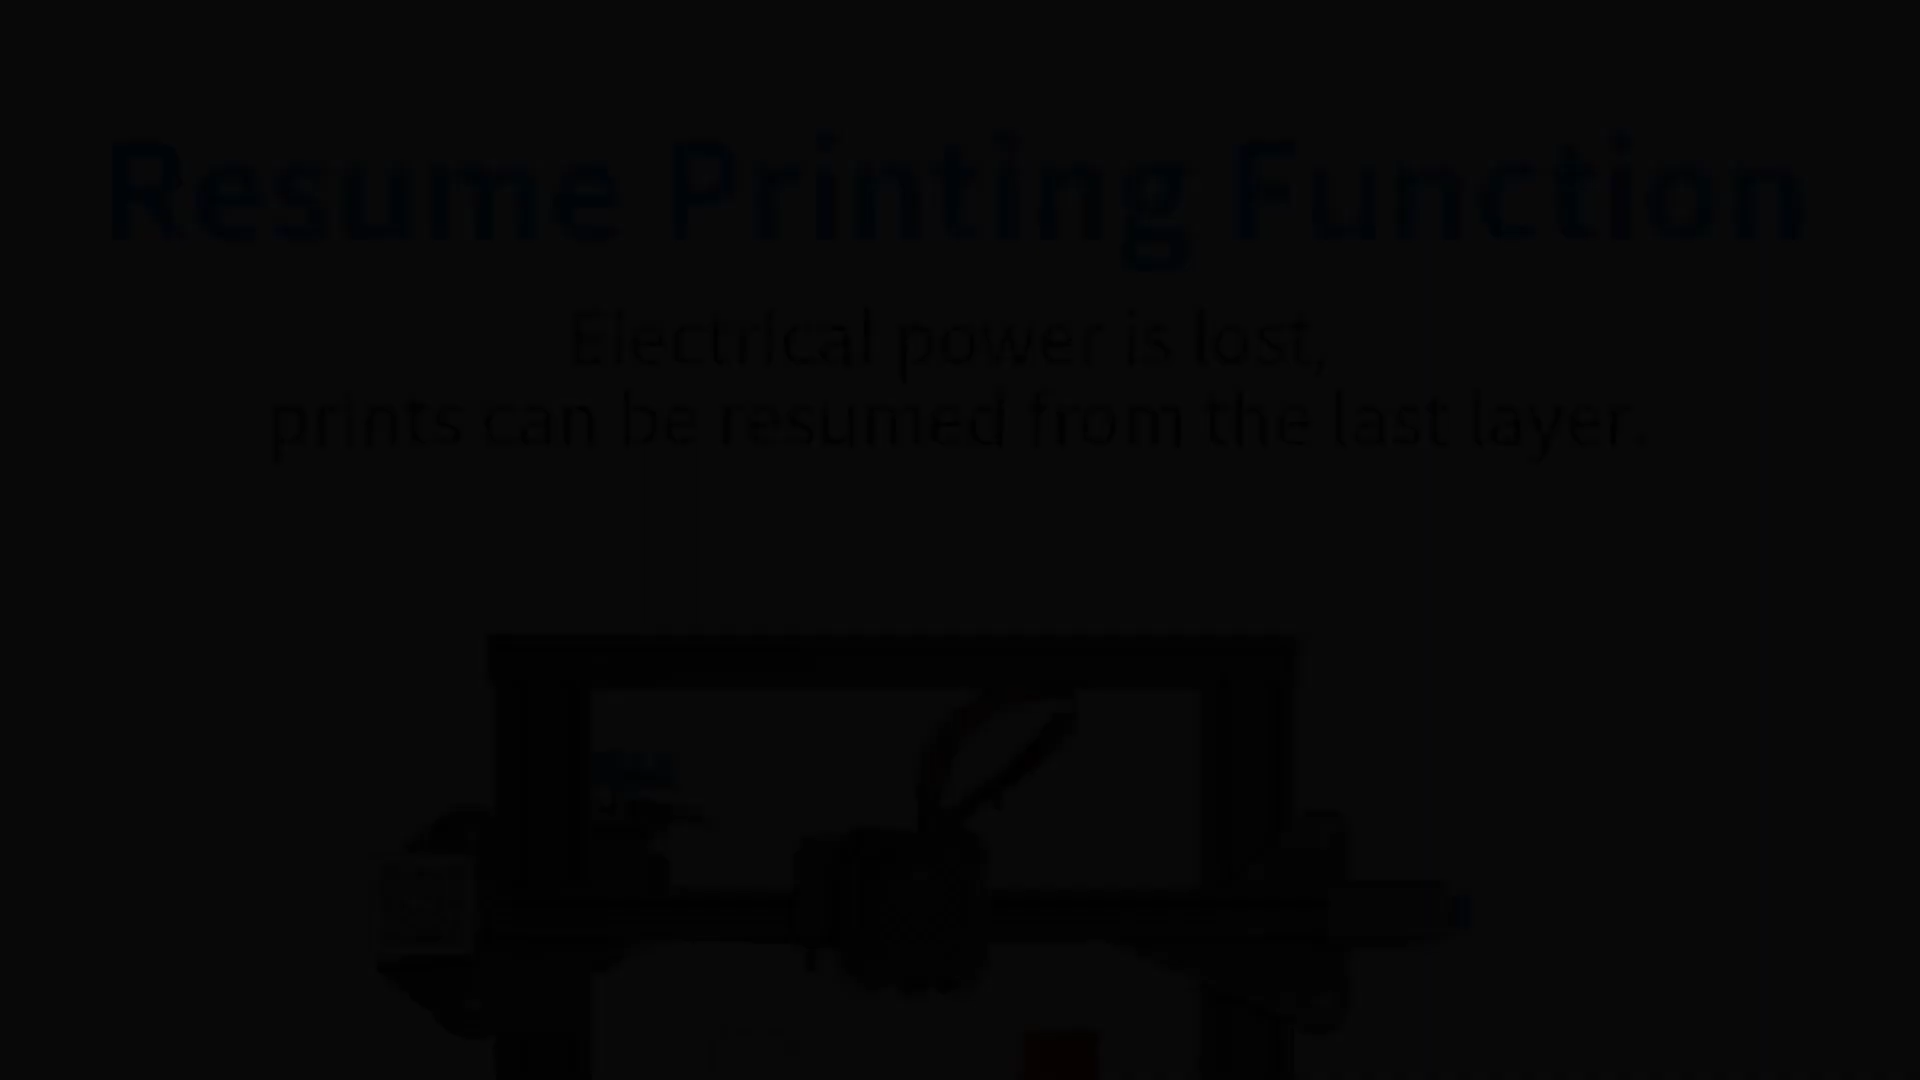 Resume Printing Function
Electrical power is lost,
prints can be resumed from the last layer.